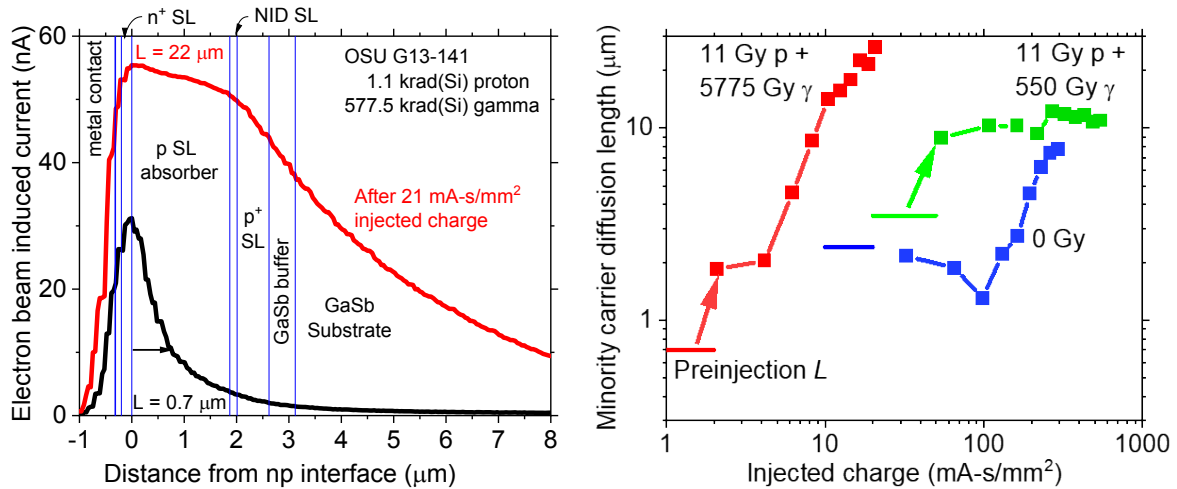 n⁺ SL
NID SL
Electron beam induced current (nA)
60
50
40
30
20
10
0
metal contact
L = 22 μm
OSU G13-141
1.1 krad(Si) proton
577.5 krad(Si) gamma
p SL
absorber
After 21 mA-s/mm²
injected charge
p⁺
SL
GaSb buffer
GaSb
Substrate
L = 0.7 μm
-1 0 1 2 3 4 5 6 7 8
Distance from np interface (μm)
Minority carrier diffusion length (μm)
10
1
11 Gy p +
5775 Gy γ
11 Gy p +
550 Gy γ
0 Gy
Preinjection L
1 10 100 1000
Injected charge (mA-s/mm²)